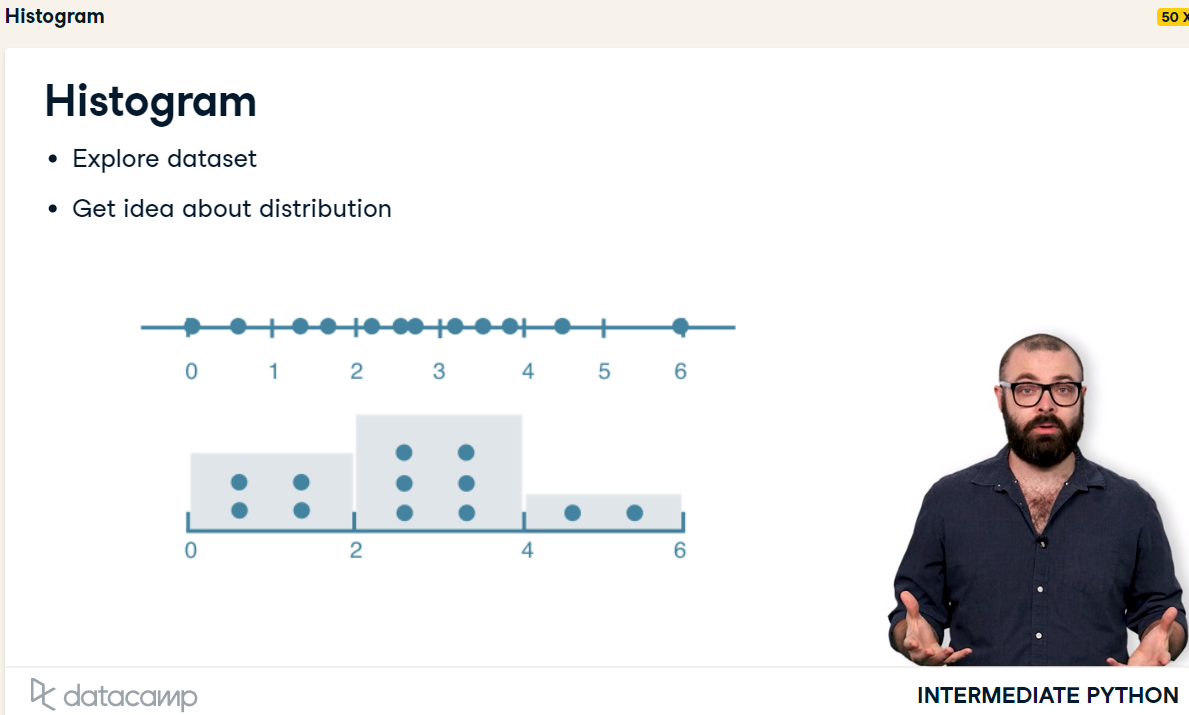 Histogram
50 X
Histogram
• Explore dataset
• Get idea about distribution
0 1 2 3 4 5 6
0 2 4 6
datacamp
INTERMEDIATE PYTHON